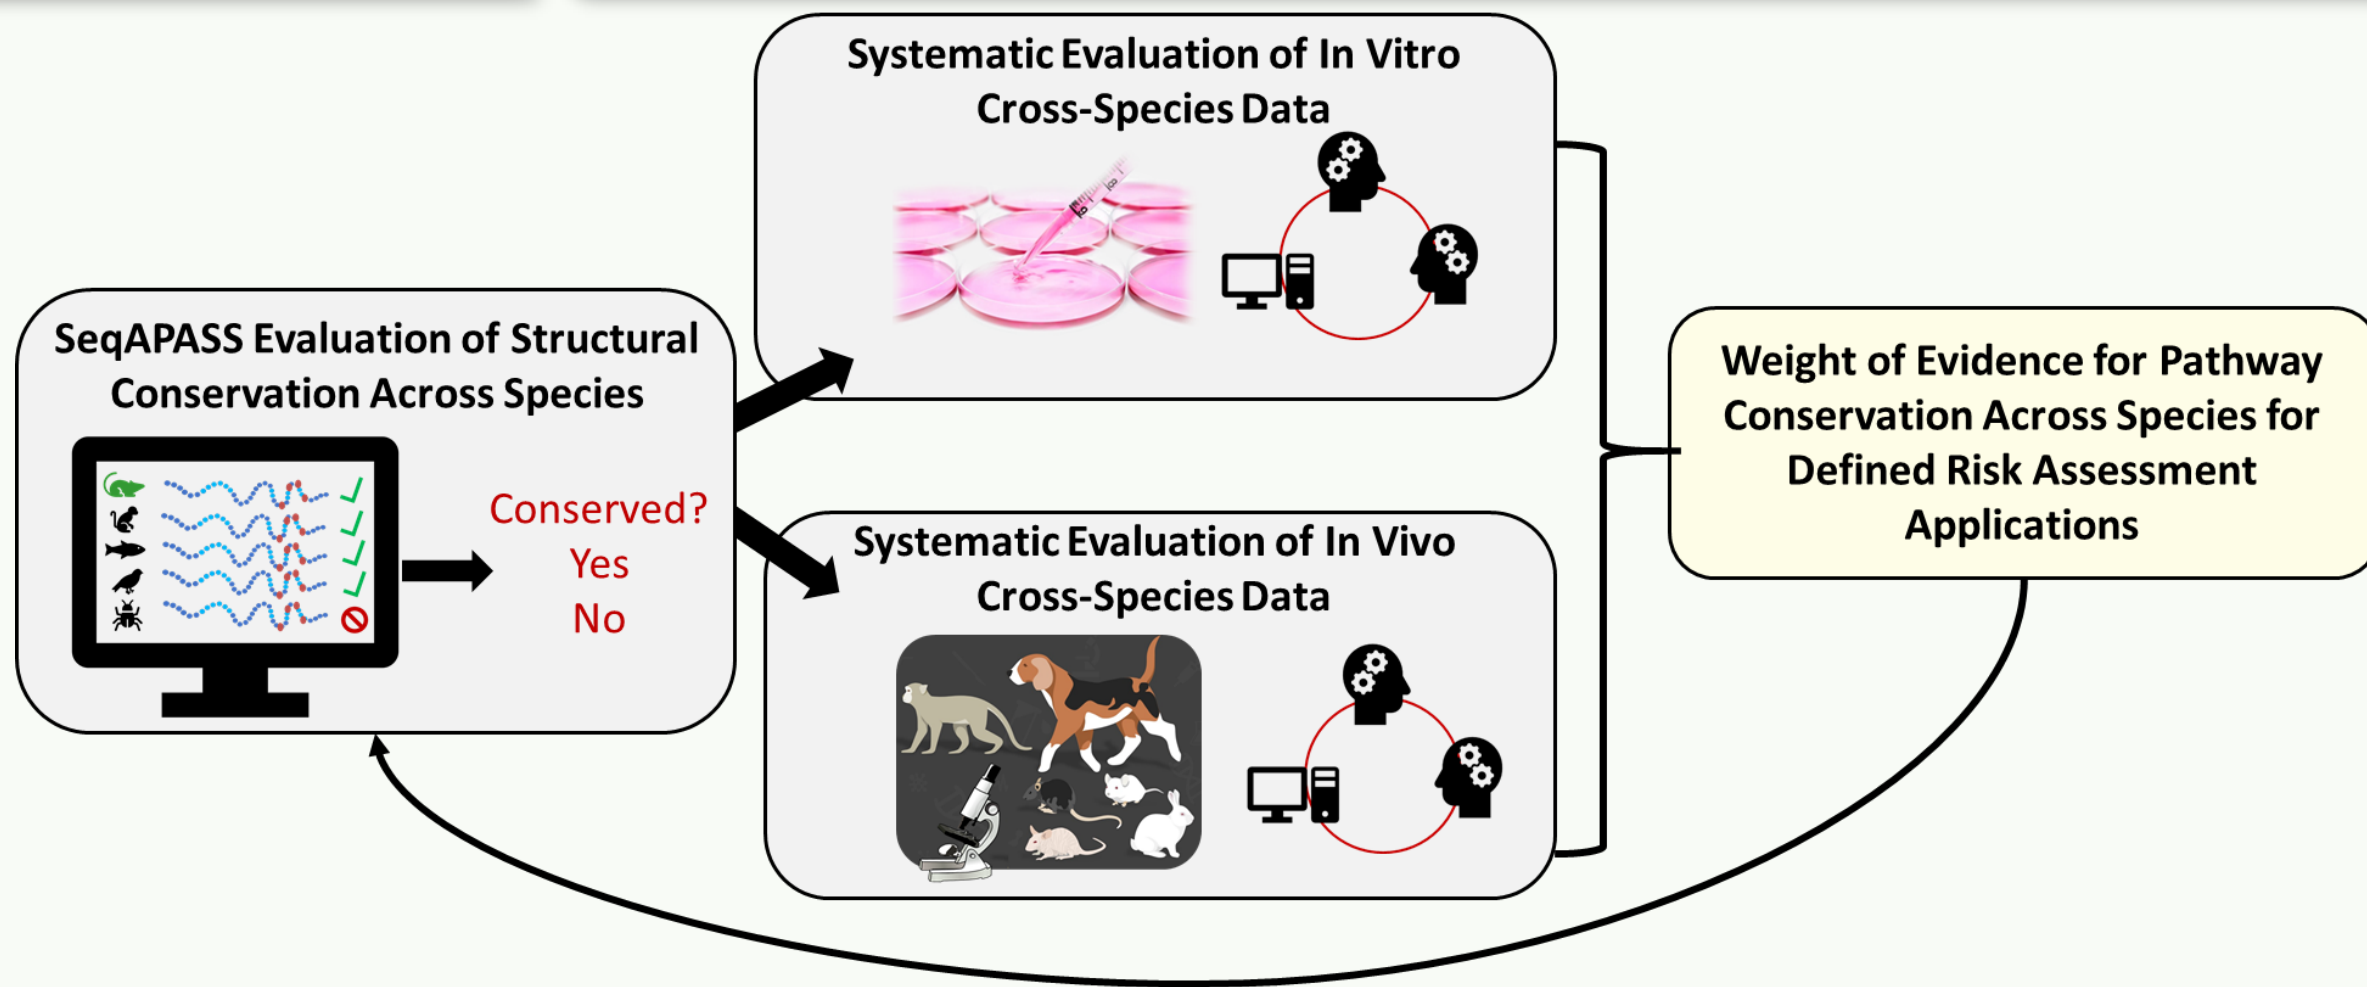 Systematic Evaluation of In Vitro
Cross-Species Data
SeqAPASS Evaluation of Structural
Conservation Across Species
Conserved?
Yes
No
Systematic Evaluation of In Vivo
Cross-Species Data
Weight of Evidence for Pathway
Conservation Across Species for
Defined Risk Assessment
Applications